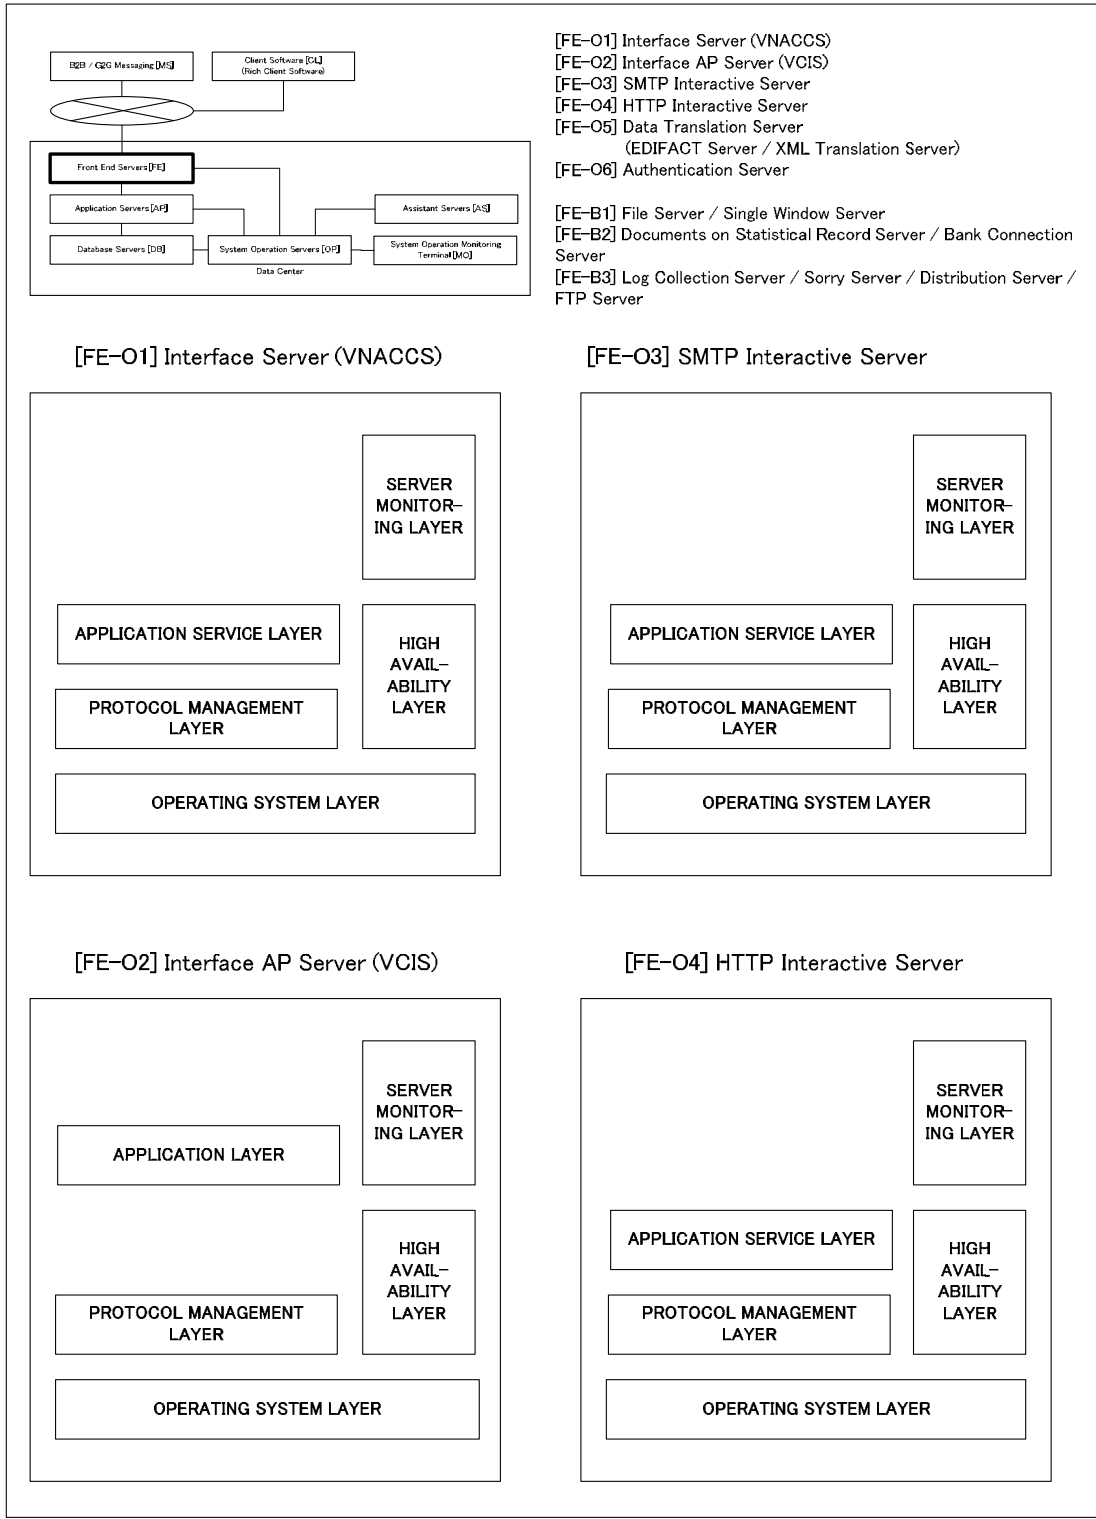 B2B / G2G Messaging [MS]
Client Software [CL]
(Rich Client Software)
Front End Servers [FE]
Application Servers [AP]
Assistant Servers [AS]
Database Servers [DB]
System Operation Servers [OP]
System Operation Monitoring
Terminal [MO]
Data Center
[FE-O1] Interface Server (VNACCS)
[FE-O2] Interface AP Server (VCIS)
[FE-O3] SMTP Interactive Server
[FE-O4] HTTP Interactive Server
[FE-O5] Data Translation Server
(EDIFACT Server / XML Translation Server)
[FE-O6] Authentication Server
[FE-B1] File Server / Single Window Server
[FE-B2] Documents on Statistical Record Server / Bank Connection
Server
[FE-B3] Log Collection Server / Sorry Server / Distribution Server /
FTP Server
[FE-O1] Interface Server (VNACCS)
SERVER
MONITOR-
ING LAYER
APPLICATION SERVICE LAYER
HIGH
AVAIL-
ABILITY
LAYER
PROTOCOL MANAGEMENT
LAYER
OPERATING SYSTEM LAYER
[FE-O3] SMTP Interactive Server
SERVER
MONITOR-
ING LAYER
APPLICATION SERVICE LAYER
HIGH
AVAIL-
ABILITY
LAYER
PROTOCOL MANAGEMENT
LAYER
OPERATING SYSTEM LAYER
[FE-O2] Interface AP Server (VCIS)
SERVER
MONITOR-
ING LAYER
APPLICATION LAYER
HIGH
AVAIL-
ABILITY
LAYER
PROTOCOL MANAGEMENT
LAYER
OPERATING SYSTEM LAYER
[FE-O4] HTTP Interactive Server
SERVER
MONITOR-
ING LAYER
APPLICATION SERVICE LAYER
HIGH
AVAIL-
ABILITY
LAYER
PROTOCOL MANAGEMENT
LAYER
OPERATING SYSTEM LAYER